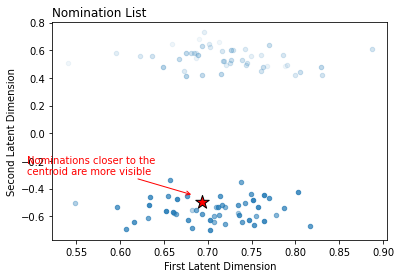 Nomination List
0.8
0.6
0.4
0.2
0.0
−0.2
−0.4
−0.6
Second Latent Dimension
Nominations closer to the
centroid are more visible
0.55 0.60 0.65 0.70 0.75 0.80 0.85 0.90
First Latent Dimension